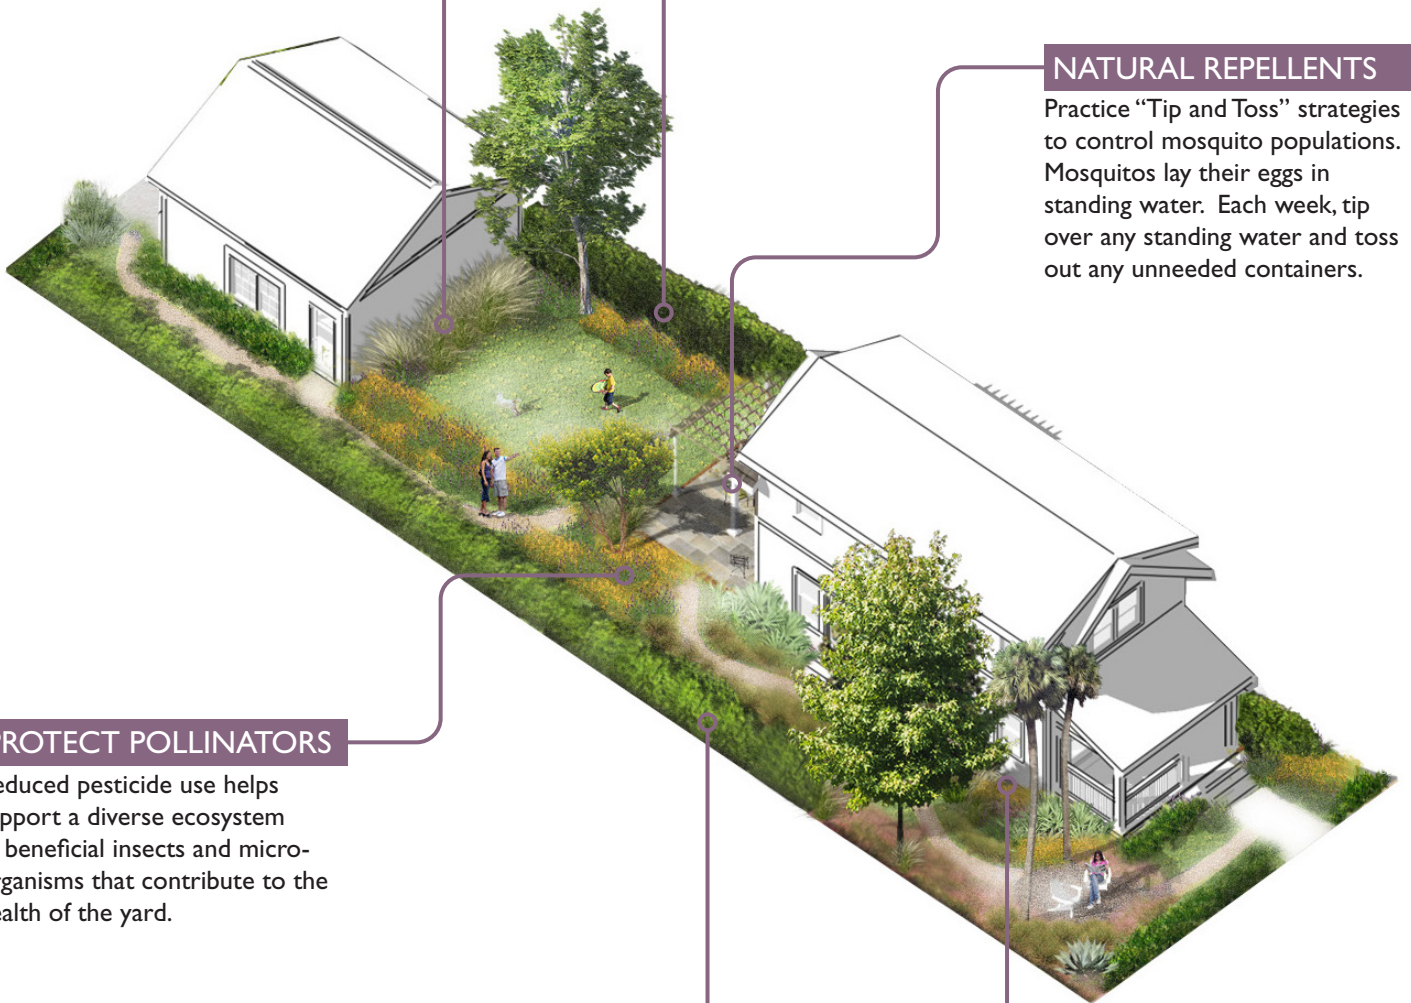 NATURAL REPELLENTS
Practice “Tip and Toss” strategies
to control mosquito populations.
Mosquitos lay their eggs in
standing water. Each week, tip
over any standing water and toss
out any unneeded containers.
PROTECT POLLINATORS
educed pesticide use helps
pport a diverse ecosystem
beneficial insects and micro-
rganisms that contribute to the
ealth of the yard.